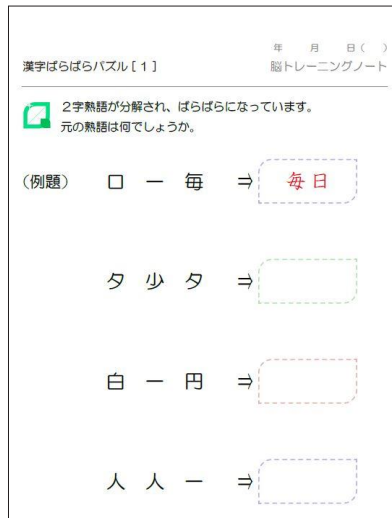 年 月 日( )
漢字ばらばらパズル[1]
脳トレーニングノート
2字熟語が分解され、ばらばらになっています。
元の熟語は何でしょうか。
(例題) 口 一 毎 ⇒ 毎日
夕 少 夕 ⇒
白 一 円 ⇒
人 人 一 ⇒